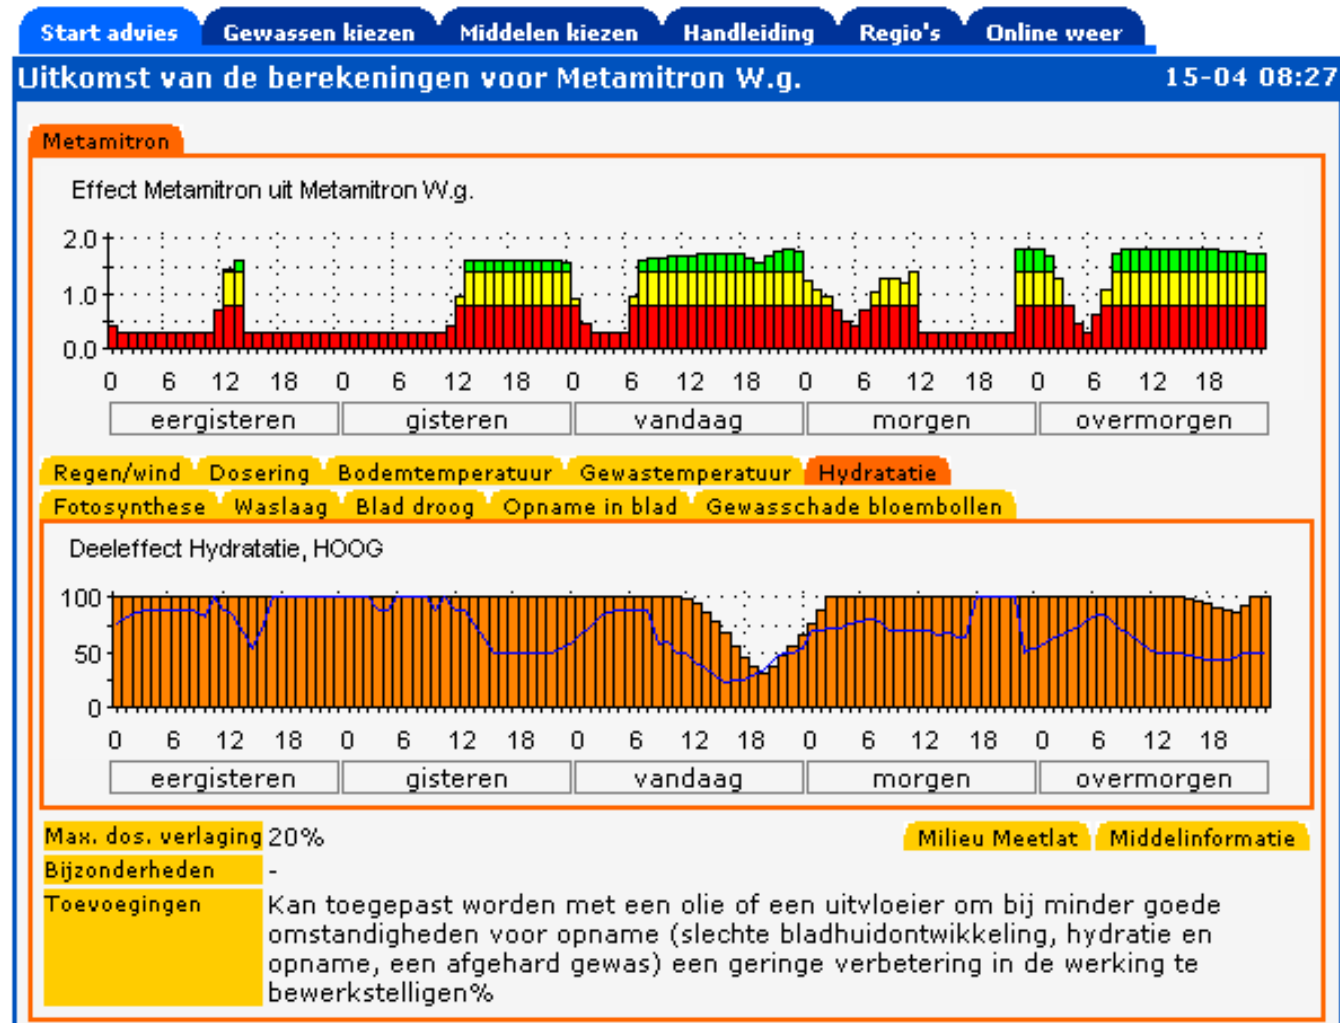 Start advies Gewassen kiezen Middelen kiezen Handleiding Regio's Online weer
Uitkomst van de berekeningen voor Metamitron W.g. 15-04 08:27
Metamitron
Effect Metamitron uit Metamitron W.g.
2.0
1.0
0.0
0 6 12 18 0 6 12 18 0 6 12 18 0 6 12 18 0 6 12 18
eergisteren gisteren vandaag morgen overmorgen
Regen/wind Dosering Bodemtemperatuur Gewastemperatuur Hydratatie
Fotosynthese Waslaag Blad droog Opname in blad Gewasschade bloembollen
Deeleffect Hydratatie, HOOG
100
50
0
0 6 12 18 0 6 12 18 0 6 12 18 0 6 12 18 0 6 12 18
eergisteren gisteren vandaag morgen overmorgen
Max. dos. verlaging 20% Milieu Meetlat Middelinformatie
Bijzonderheden -
Toevoegingen Kan toegepast worden met een olie of een uitvloeier om bij minder goede
omstandigheden voor opname (slechte bladhuidontwikkeling, hydratie en
opname, een afgehard gewas) een geringe verbetering in de werking te
bewerkstelligen%